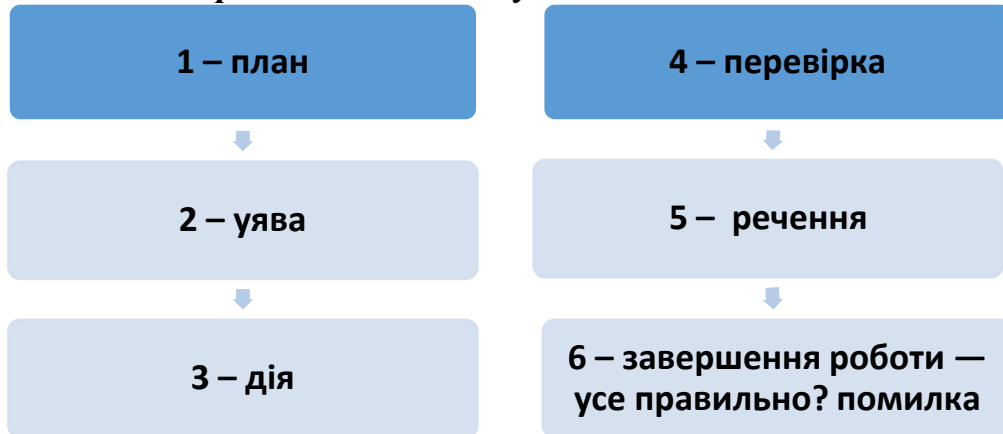 1 – план
2 – уява
3 – дія
4 – перевірка
5 – речення
6 – завершення роботи —
усе правильно? помилка